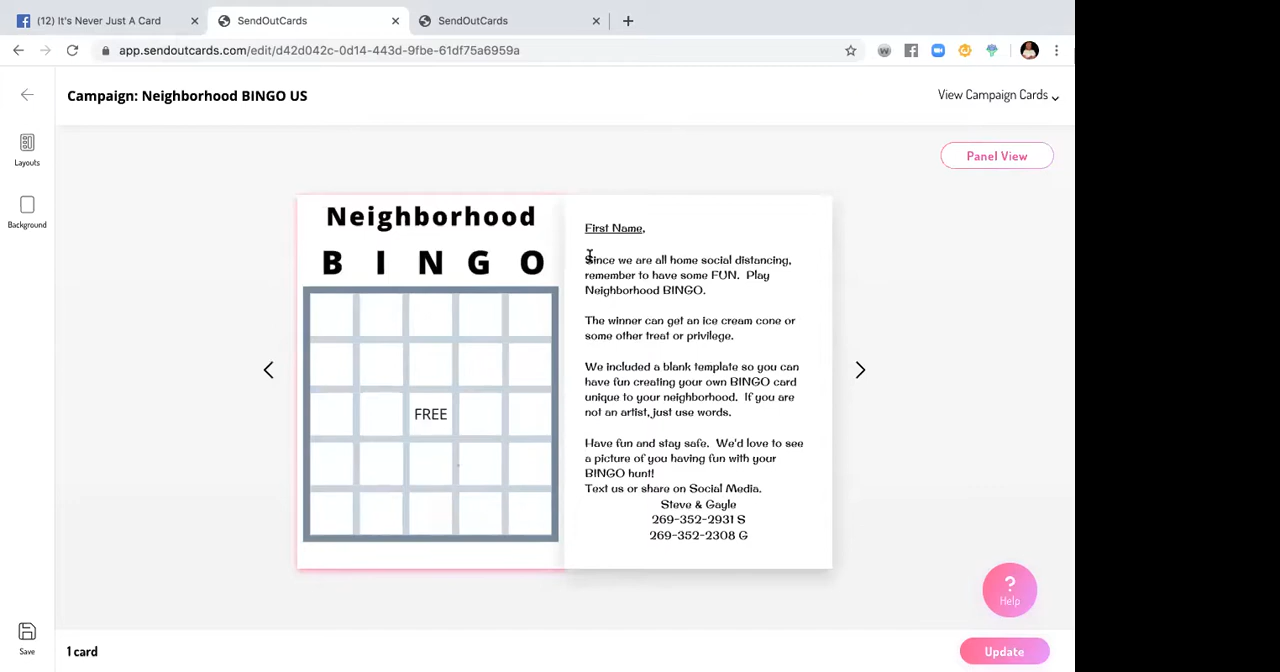 (12) It's Never Just A Card
SendOutCards
SendOutCards
app.sendoutcards.com/edit/d42d042c-0d14-443d-9fbe-61df75a6959a
Campaign: Neighborhood BINGO US
View Campaign Cards
Layouts
Background
Panel View
Neighborhood
B I N G O
FREE
First Name,
Since we are all home social distancing,
remember to have some FUN. Play
Neighborhood BINGO.
The winner can get an ice cream cone or
some other treat or privilege.
We included a blank template so you can
have fun creating your own BINGO card
unique to your neighborhood. If you are
not an artist, just use words.
Have fun and stay safe. We'd love to see
a picture of you having fun with your
BINGO hunt!
Text us or share on Social Media.
Steve & Gayle
269-352-2931 S
269-352-2308 G
?
Help
Save
1 card
Update